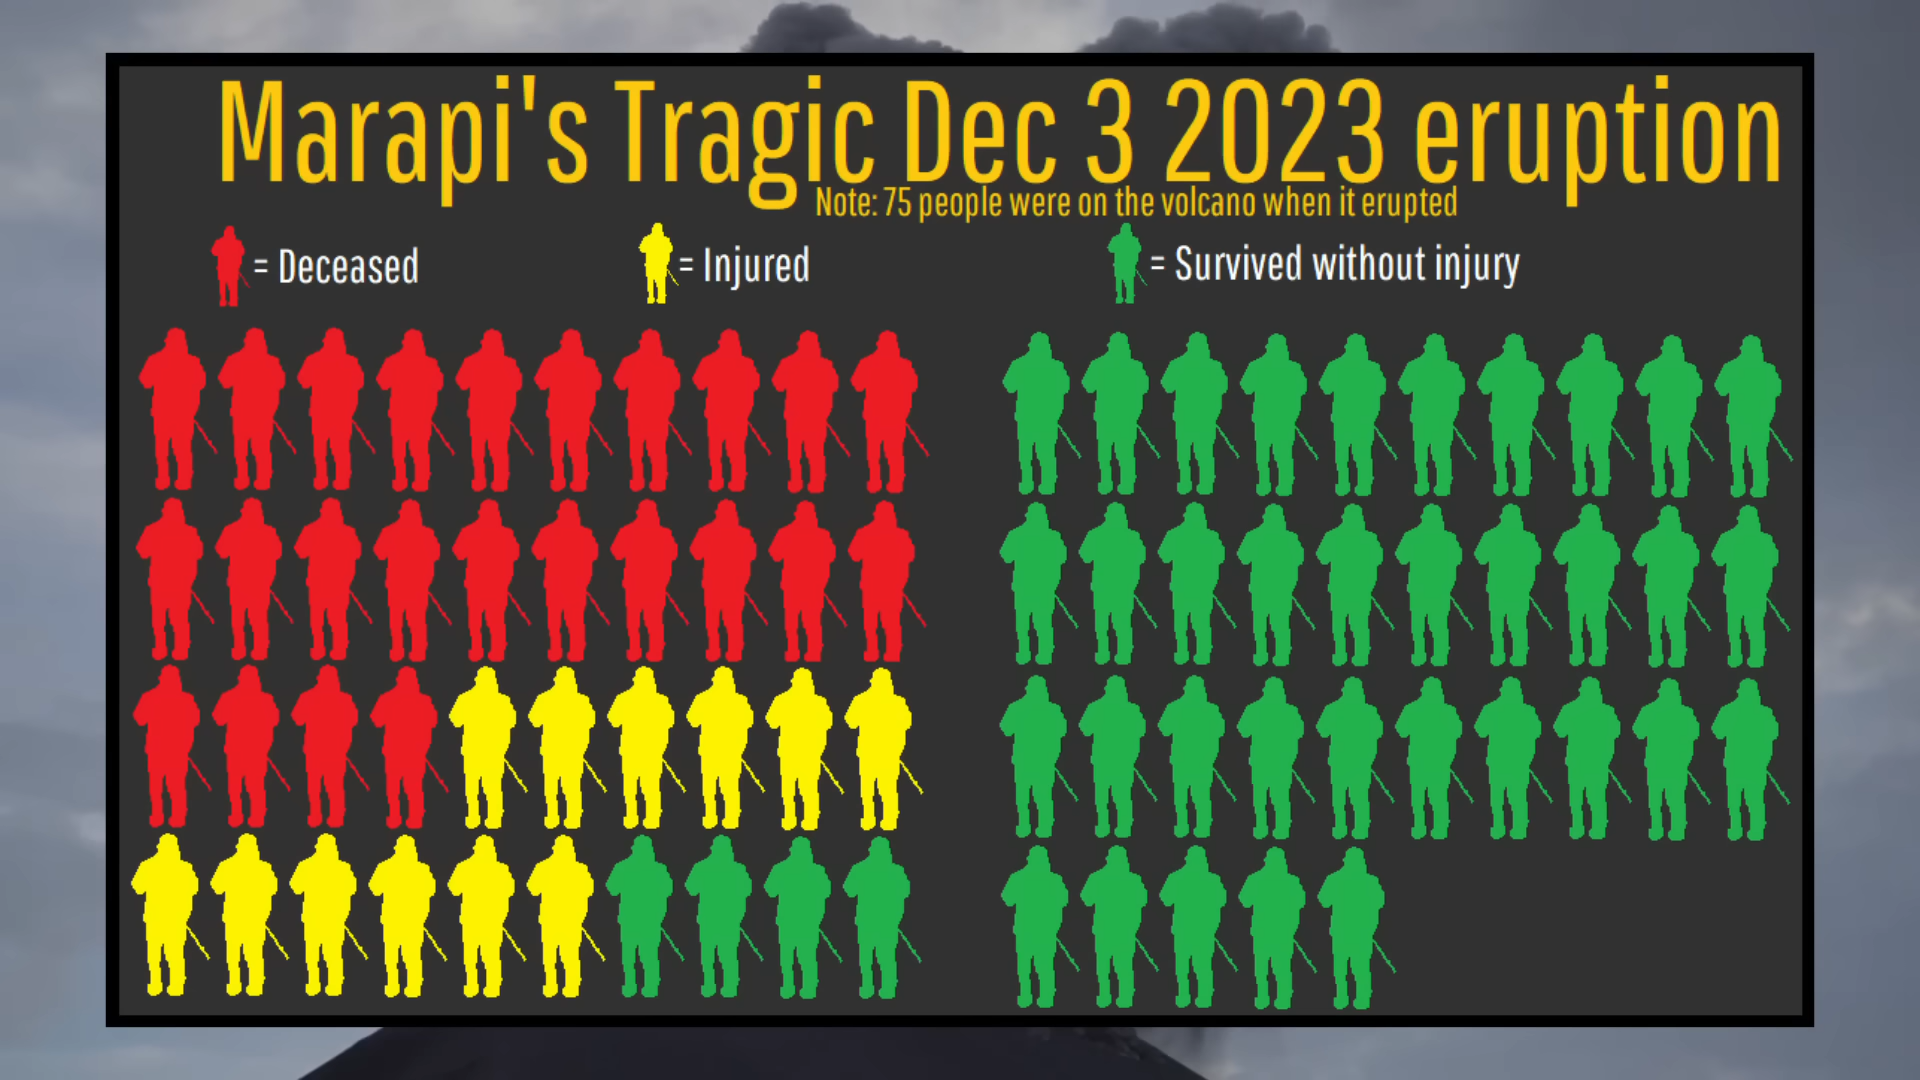 Marapi's Tragic Dec 3 2023 eruption
Note: 75 people were on the volcano when it erupted
= Deceased
= Injured
= Survived without injury